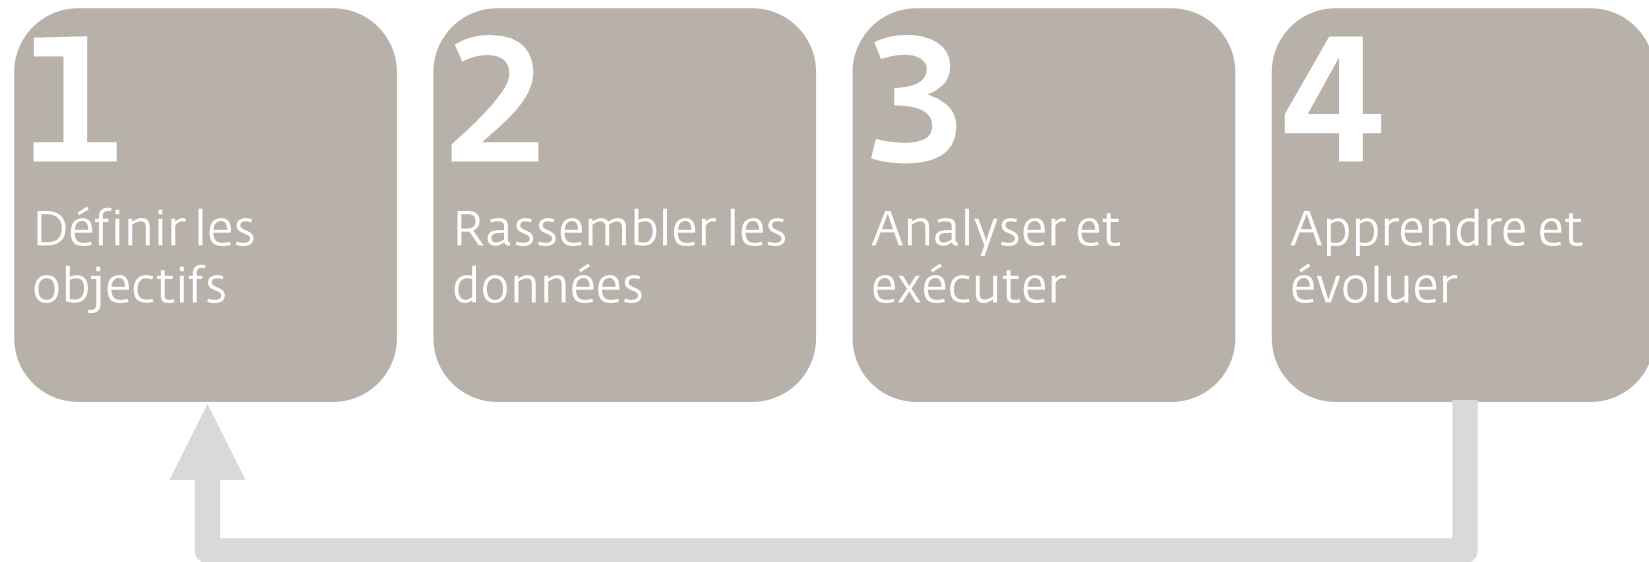 1
Définir les
objectifs
2
Rassembler les
données
3
Analyser et
exécuter
4
Apprendre et
évoluer